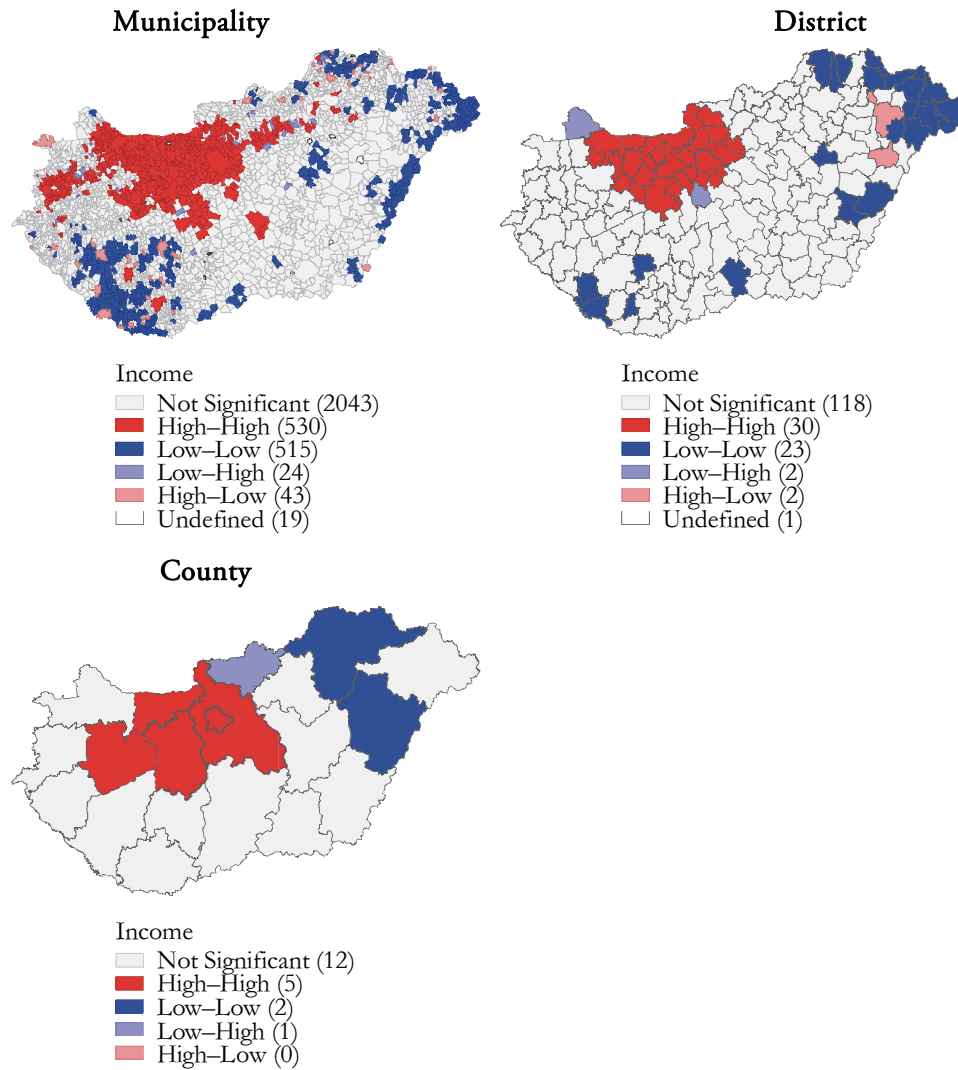 Municipality
Income
Not Significant (2043)
High–High (530)
Low–Low (515)
Low–High (24)
High–Low (43)
Undefined (19)
District
Income
Not Significant (118)
High–High (30)
Low–Low (23)
Low–High (2)
High–Low (2)
Undefined (1)
County
Income
Not Significant (12)
High–High (5)
Low–Low (2)
Low–High (1)
High–Low (0)